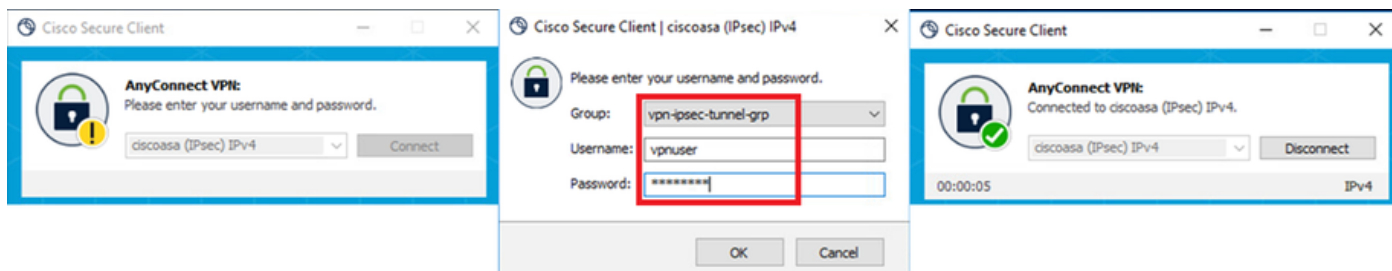 Cisco Secure Client
AnyConnect VPN:
Please enter your username and password.
ciscoasa (IPsec) IPv4
Connect
Cisco Secure Client | ciscoasa (IPsec) IPv4
Please enter your username and password.
Group:
vpn-ipsec-tunnel-grp
Username:
vpnuser
Password:
********
OK
Cancel
Cisco Secure Client
AnyConnect VPN:
Connected to ciscoasa (IPsec) IPv4.
ciscoasa (IPsec) IPv4
Disconnect
00:00:05
IPv4